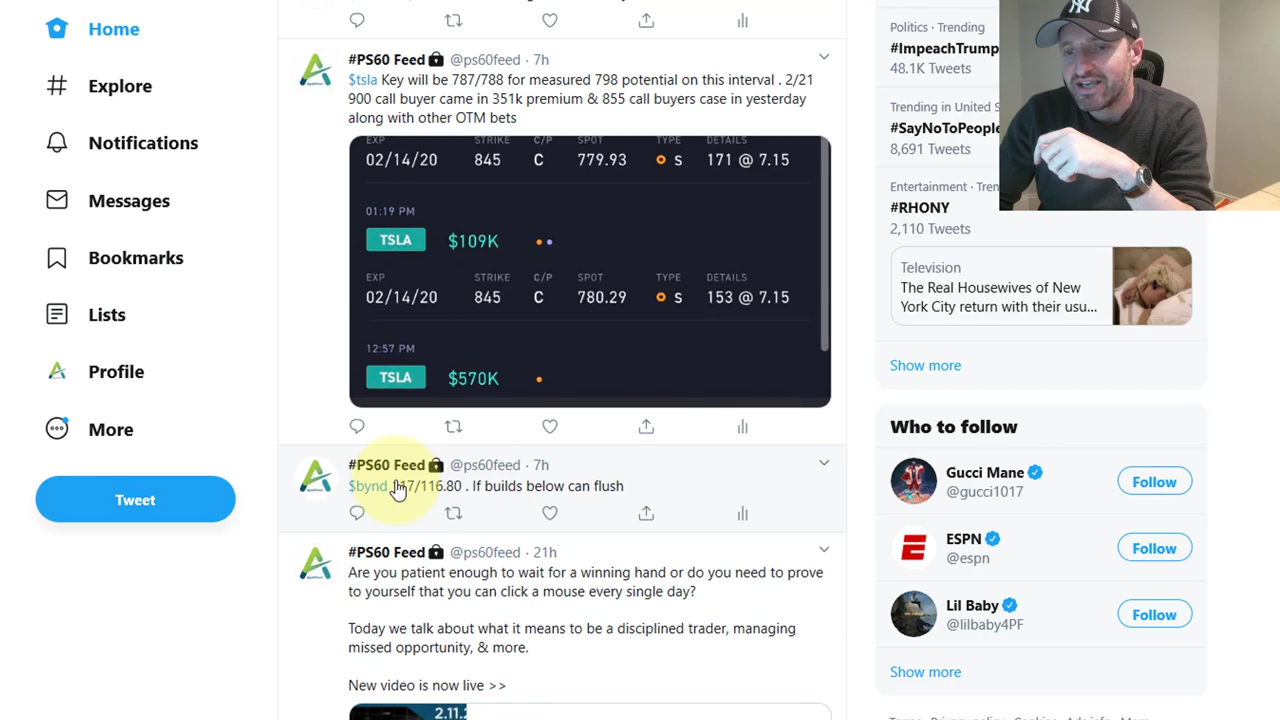 Home
Explore
Notifications
Messages
Bookmarks
Lists
Profile
More
Tweet
#PS60 Feed @ps60feed · 7h
$tsla Key will be 787/788 for measured 798 potential on this interval . 2/21
900 call buyer came in 351k premium & 855 call buyers case in yesterday
along with other OTM bets
EXP STRIKE C/P SPOT TYPE DETAILS
02/14/20 845 C 779.93 S 171 @ 7.15
01:19 PM
TSLA $109K
EXP STRIKE C/P SPOT TYPE DETAILS
02/14/20 845 C 780.29 S 153 @ 7.15
12:57 PM
TSLA $570K
#PS60 Feed @ps60feed · 7h
$bynd 117/116.80 . If builds below can flush
#PS60 Feed @ps60feed · 21h
Are you patient enough to wait for a winning hand or do you need to prove
to yourself that you can click a mouse every single day?
Today we talk about what it means to be a disciplined trader, managing
missed opportunity, & more.
New video is now live >>
2.11.2
Politics · Trending
#ImpeachTrump
48.1K Tweets
Trending in United S
#SayNoToPeople
8,691 Tweets
Entertainment · Tren
#RHONY
2,110 Tweets
Television
The Real Housewives of New
York City return with their usu...
Show more
Who to follow
Gucci Mane
@gucci1017
Follow
ESPN
@espn
Follow
Lil Baby
@lilbaby4PF
Follow
Show more